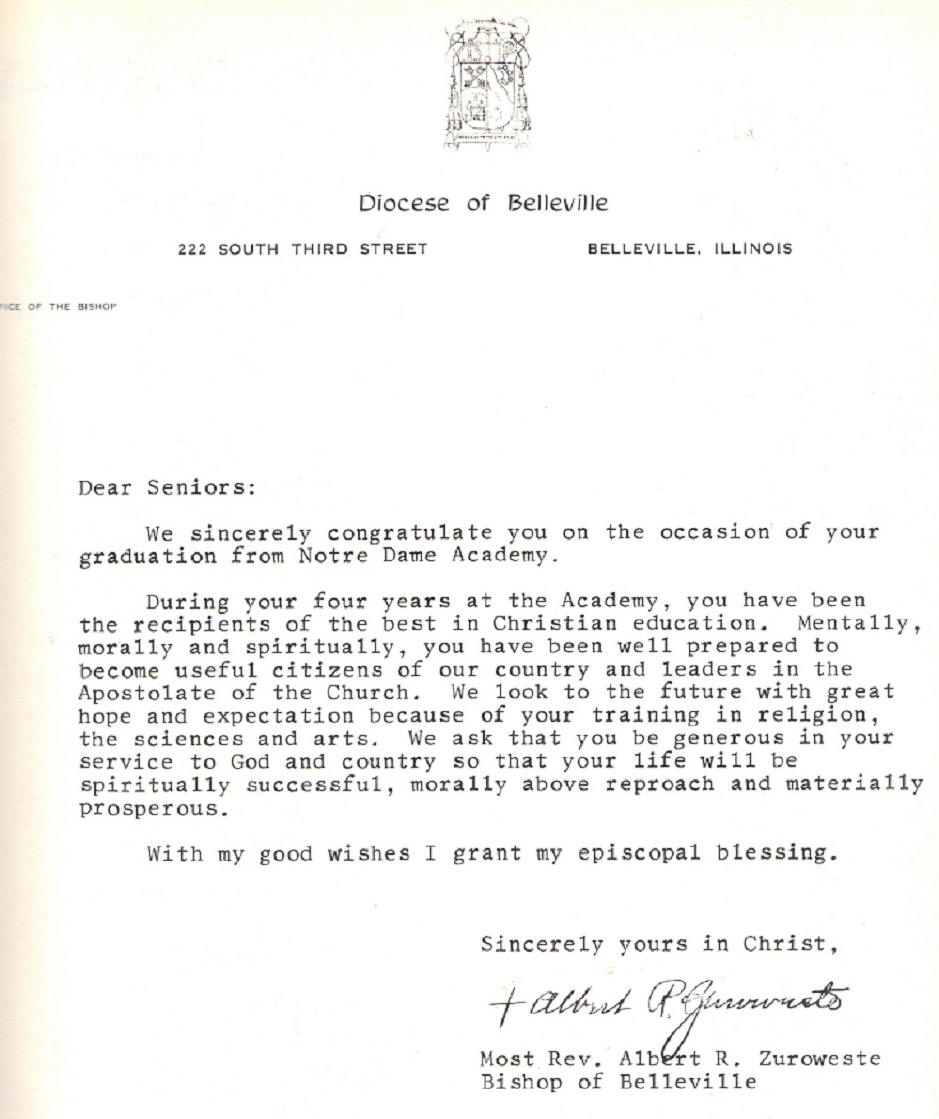 Diocese of Belleville
222 SOUTH THIRD STREET BELLEVILLE, ILLINOIS
OF THE BISHOP
Dear Seniors:
We sincerely congratulate you on the occasion of your
graduation from Notre Dame Academy.
During your four years at the Academy, you have been
the recipients of the best in Christian education. Mentally,
morally and spiritually, you have been well prepared to
become useful citizens of our country and leaders in the
Apostolate of the Church. We look to the future with great
hope and expectation because of your training in religion,
the sciences and arts. We ask that you be generous in your
service to God and country so that your life will be
spiritually successful, morally above reproach and materially
prosperous.
With my good wishes I grant my episcopal blessing.
Sincerely yours in Christ,
+ Albert R. Zuroweste
Most Rev. Albert R. Zuroweste
Bishop of Belleville